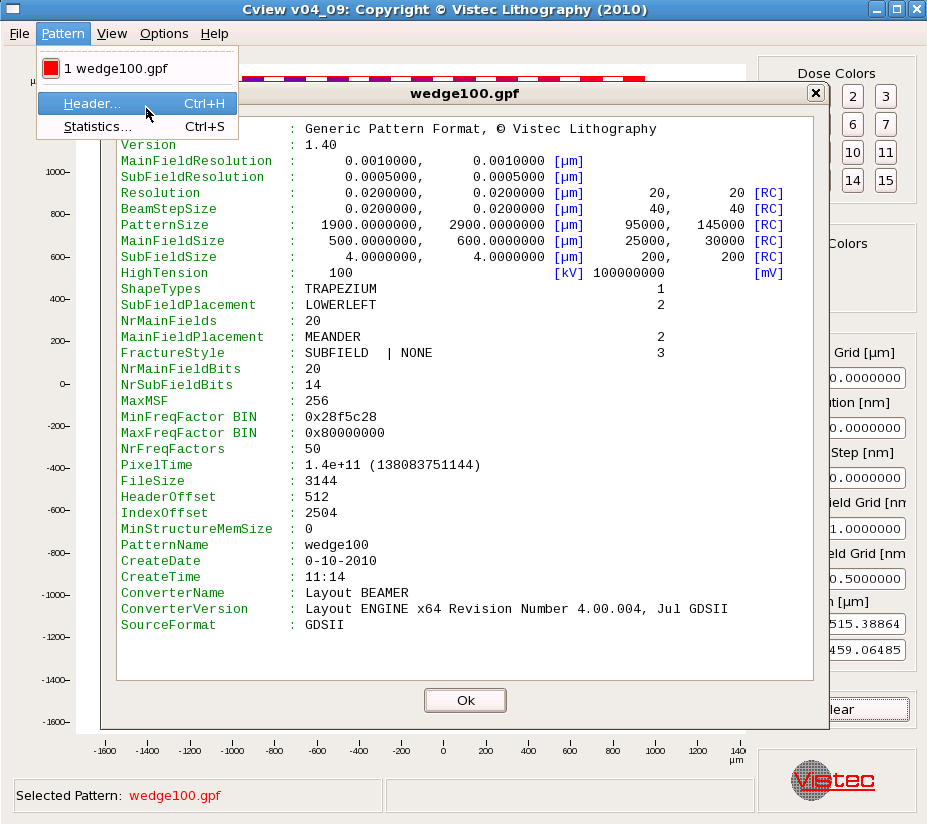 Cview v04_09: Copyright © Vistec Lithography (2010)
File Pattern View Options Help
1 wedge100.gpf
Header... Ctrl+H
Statistics... Ctrl+S
wedge100.gpf
: Generic Pattern Format, © Vistec Lithography
Version : 1.40
MainFieldResolution : 0.0010000, 0.0010000 [µm]
SubFieldResolution : 0.0005000, 0.0005000 [µm]
Resolution : 0.0200000, 0.0200000 [µm] 20, 20 [RC]
BeamStepSize : 0.0200000, 0.0200000 [µm] 40, 40 [RC]
PatternSize : 1900.0000000, 2900.0000000 [µm] 95000, 145000 [RC]
MainFieldSize : 500.0000000, 600.0000000 [µm] 25000, 30000 [RC]
SubFieldSize : 4.0000000, 4.0000000 [µm] 200, 200 [RC]
HighTension : 100 [kV] 100000000 [mV]
ShapeTypes : TRAPEZIUM 1
SubFieldPlacement : LOWERLEFT 2
NrMainFields : 20
MainFieldPlacement : MEANDER 2
FractureStyle : SUBFIELD | NONE 3
NrMainFieldBits : 20
NrSubFieldBits : 14
MaxMSF : 256
MinFreqFactor BIN : 0x28f5c28
MaxFreqFactor BIN : 0x80000000
NrFreqFactors : 50
PixelTime : 1.4e+11 (138083751144)
FileSize : 3144
HeaderOffset : 512
IndexOffset : 2504
MinStructureMemSize : 0
PatternName : wedge100
CreateDate : 0-10-2010
CreateTime : 11:14
ConverterName : Layout BEAMER
ConverterVersion : Layout ENGINE x64 Revision Number 4.00.004, Jul GDSII
SourceFormat : GDSII
Ok
1000
800
600
400
200
0
-200
-400
-600
-800
-1000
-1200
-1400
-1600
-1600 -1400 -1200 -1000 -800 -600 -400 -200 0 200 400 600 800 1000 1200 140
µm
Dose Colors
2 3
6 7
10 11
14 15
Colors
Grid [µm]
0.0000000
ution [nm]
0.0000000
Step [nm]
0.0000000
ield Grid [nm
1.0000000
eld Grid [nm
0.5000000
n [µm]
515.38864
459.06485
lear
Vistec
Selected Pattern: wedge100.gpf